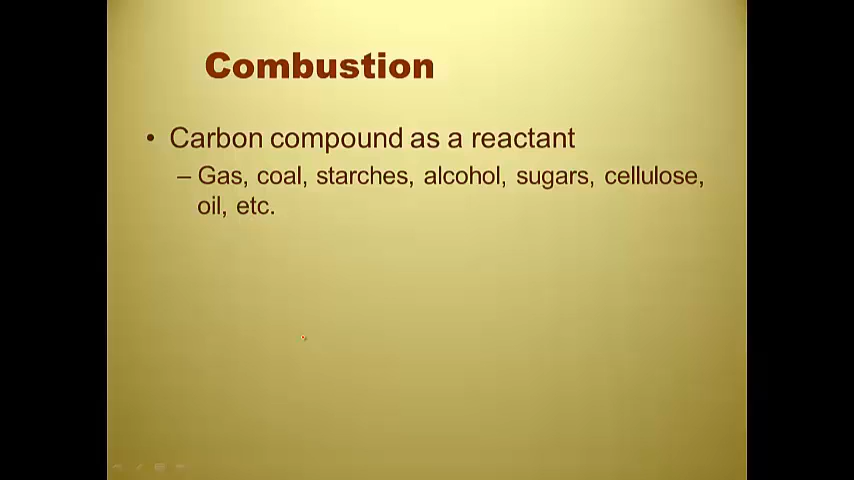 Combustion
• Carbon compound as a reactant
– Gas, coal, starches, alcohol, sugars, cellulose,
oil, etc.